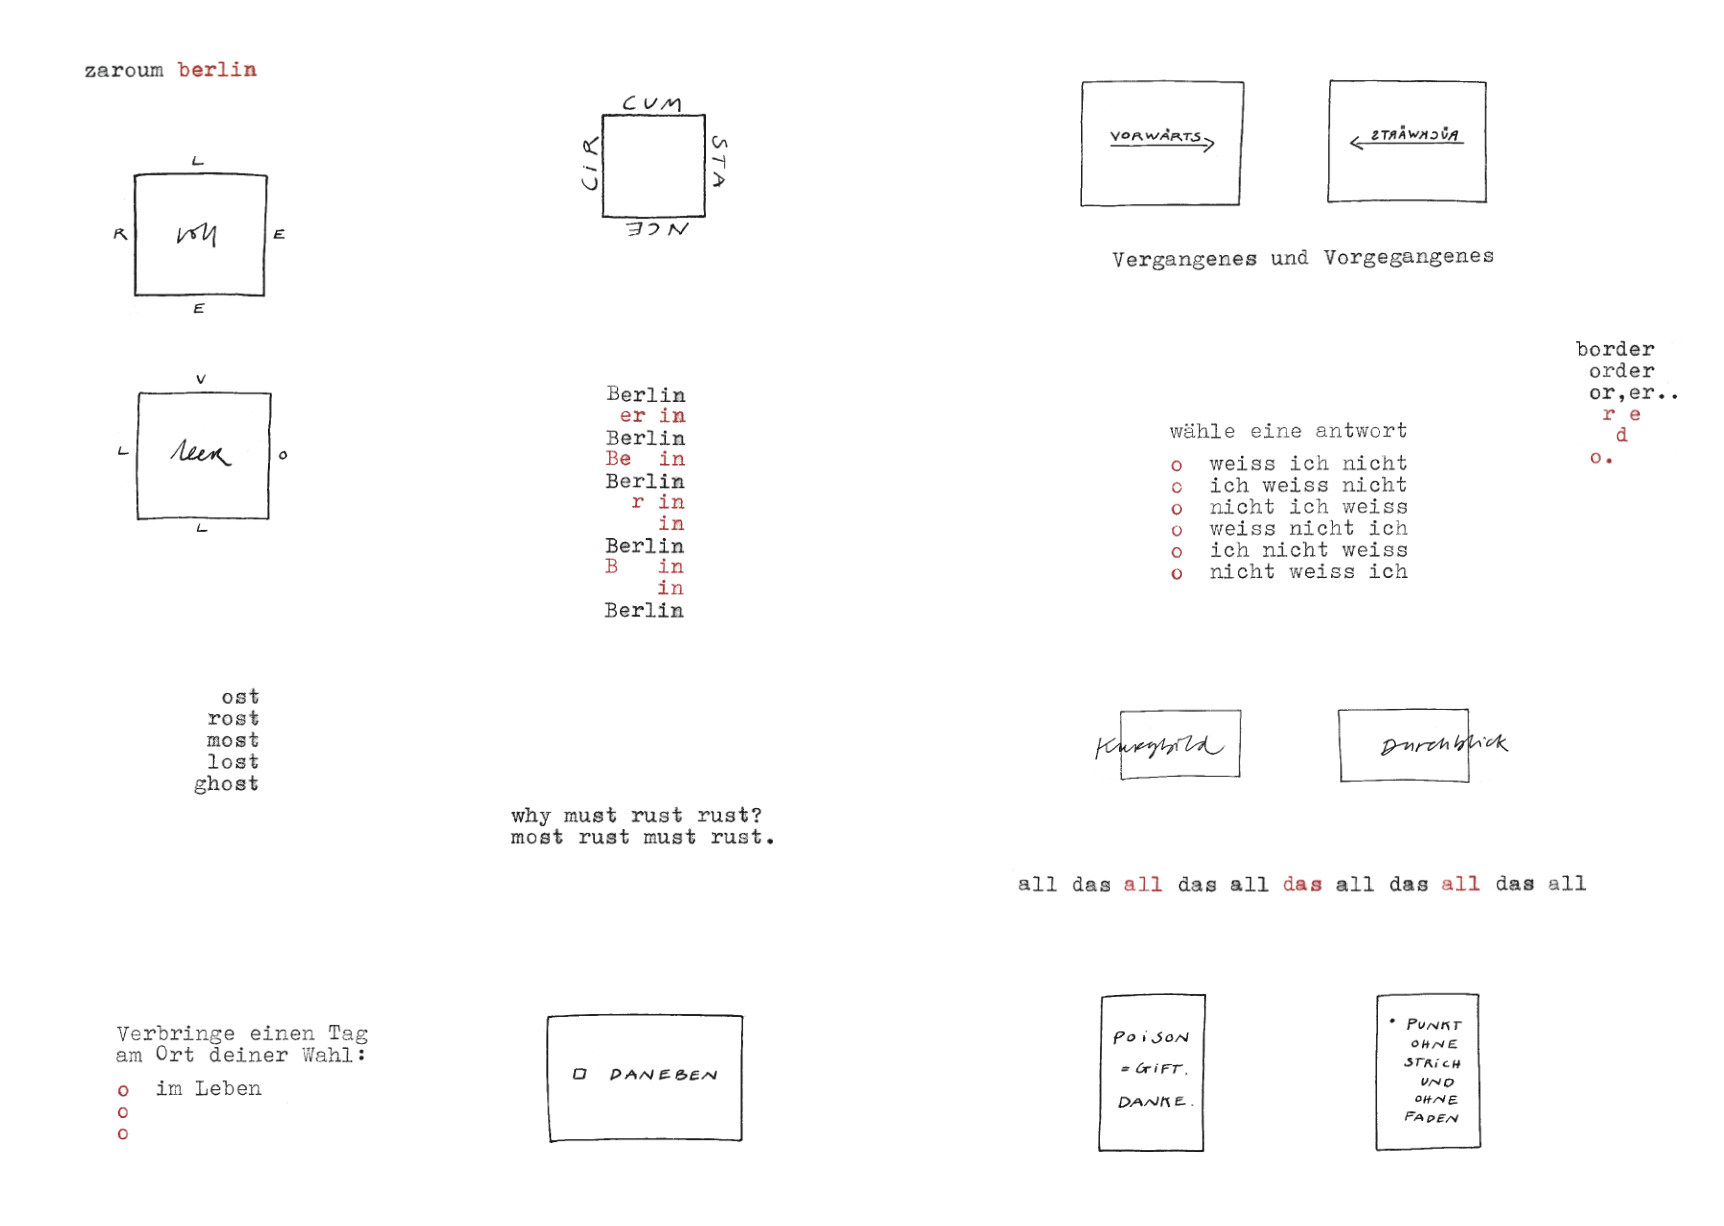 zaroum berlin
L
R voll E
E
V
L leer O
L
ost
rost
most
lost
ghost
Verbringe einen Tag
am Ort deiner Wahl:
o im Leben
o
o
CUM
CIR STA
NCE
Berlin
er in
Berlin
Be in
Berlin
r in
in
Berlin
B in
in
Berlin
why must rust rust?
most rust must rust.
DANEBEN
VORWÄRTS
RÜCKWÄRTS
Vergangenes und Vorgegangenes
border
order
or,er..
r e
d
o.
wähle eine antwort
o weiss ich nicht
o ich weiss nicht
o nicht ich weiss
o weiss nicht ich
o ich nicht weiss
o nicht weiss ich
Durchblick
all das all das all das all das all das all
POiSON
= GiFT.
DANKE.
• PUNKT
OHNE
STRiCH
UND
OHNE
FADEN